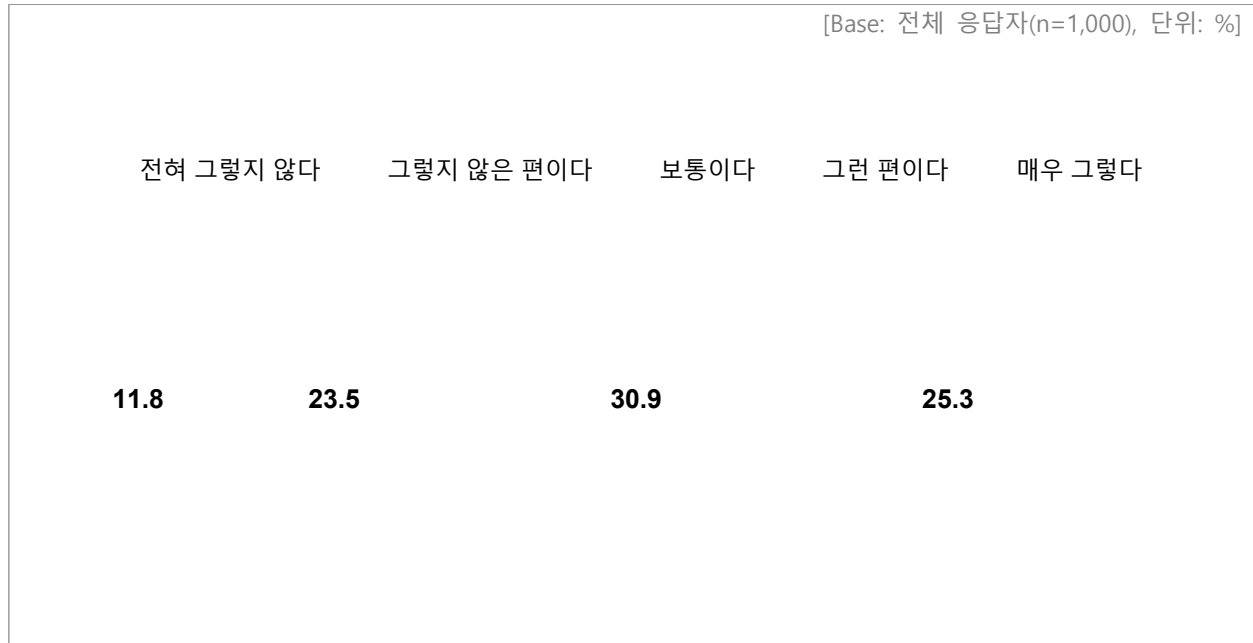 [Base: 전체 응답자(n=1,000), 단위: %]
전혀 그렇지 않다 그렇지 않은 편이다 보통이다 그런 편이다 매우 그렇다
11.8 23.5 30.9 25.3